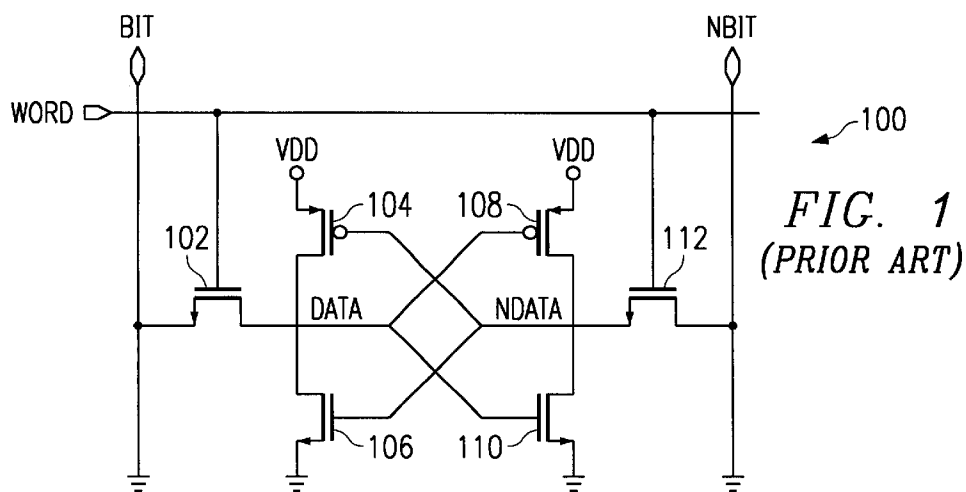 BIT
NBIT
WORD
100
VDD
VDD
104
108
FIG. 1
(PRIOR ART)
102
112
DATA
NDATA
106
110